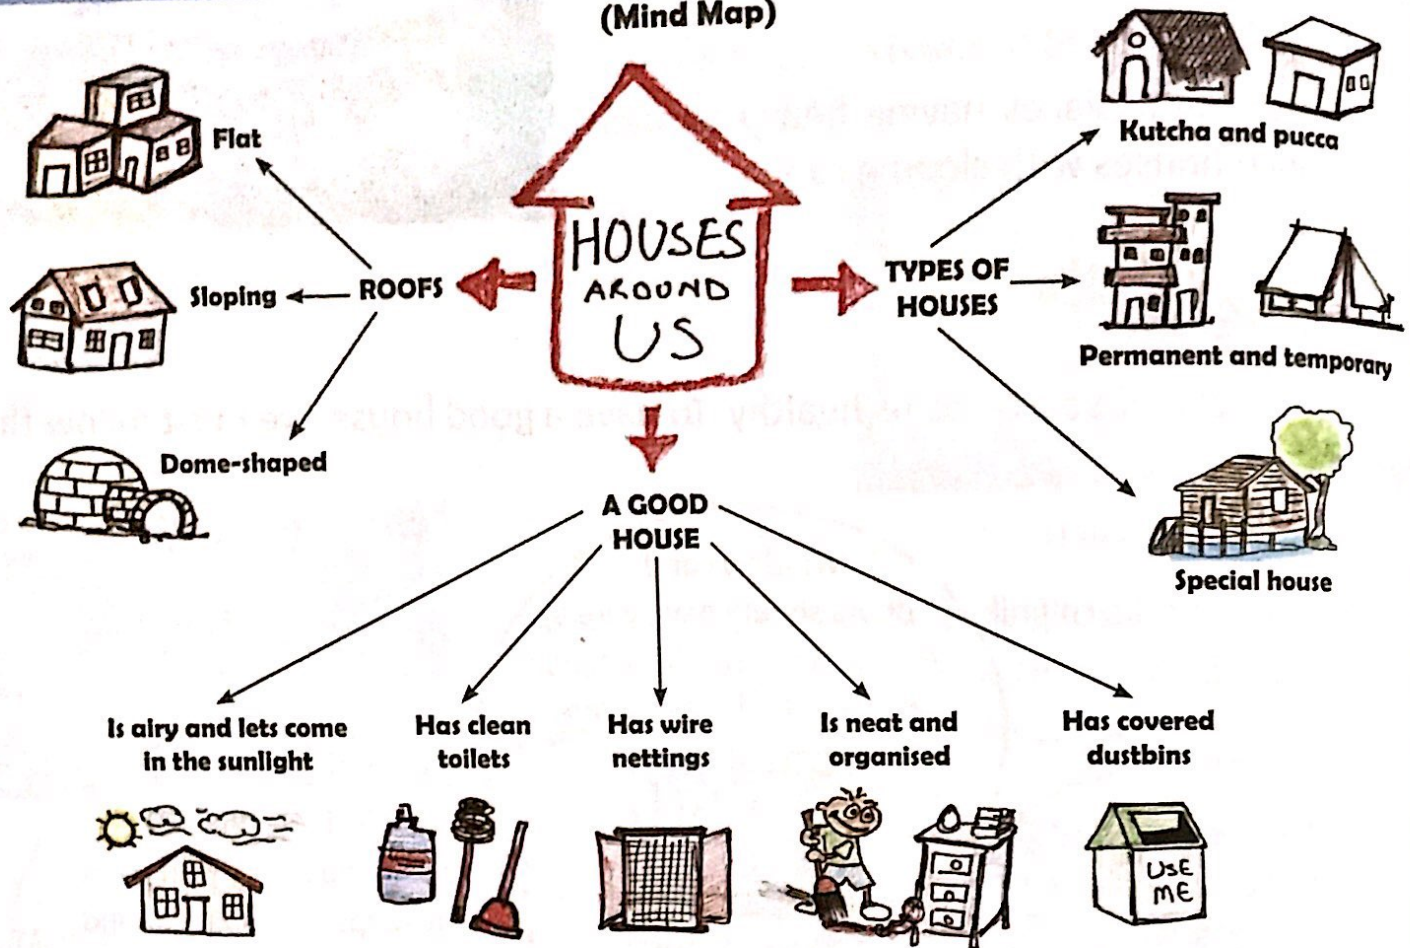 (Mind Map)
HOUSES
AROUND
US
ROOFS
Flat
Sloping
Dome-shaped
TYPES OF
HOUSES
Kutcha and pucca
Permanent and temporary
Special house
A GOOD
HOUSE
Is airy and lets come
in the sunlight
Has clean
toilets
Has wire
nettings
Is neat and
organised
Has covered
dustbins
USE
ME